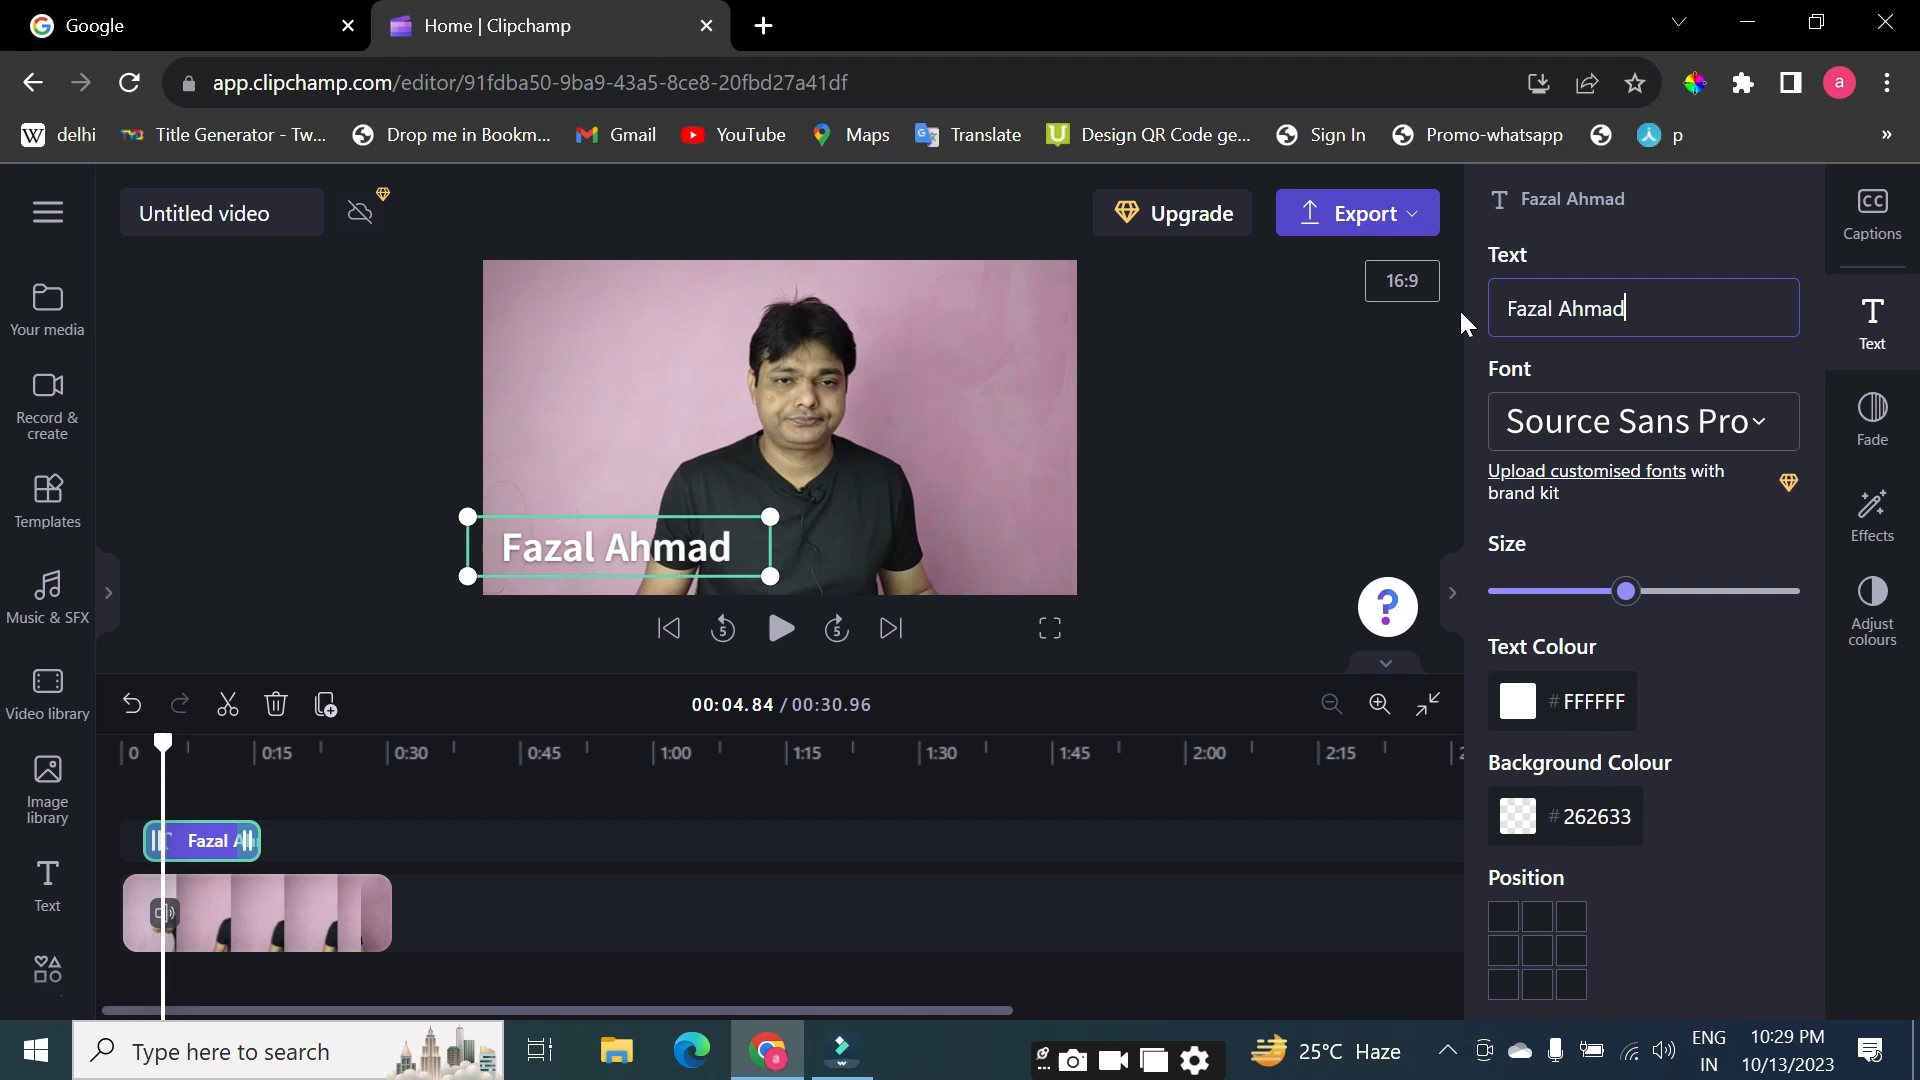 Google
Home | Clipchamp
app.clipchamp.com/editor/91fdba50-9ba9-43a5-8ce8-20fbd27a41df
delhi
Title Generator - Tw...
Drop me in Bookm...
Gmail
YouTube
Maps
Translate
Design QR Code ge...
Sign In
Promo-whatsapp
p
»
Untitled video
Upgrade
Export
16:9
Your media
Record &
create
Templates
Music & SFX
Video library
Image
library
Text
Fazal Ahmad
5
5
?
00:04.84 / 00:30.96
0
0:15
0:30
0:45
1:00
1:15
1:30
1:45
2:00
2:15
Fazal
T Fazal Ahmad
Text
Fazal Ahmad
Font
Source Sans Pro
Upload customised fonts with
brand kit
Size
Text Colour
#FFFFFF
Background Colour
#262633
Position
CC
Captions
T
Text
Fade
Effects
Adjust
colours
Type here to search
25°C Haze
ENG
IN
10:29 PM
10/13/2023